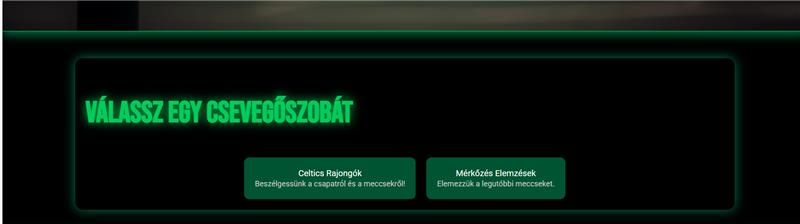 VÁLASSZ EGY CSEVEGŐSZOBÁT
Celtics Rajongók
Beszélgessünk a csapatról és a meccsekről!
Mérkőzés Elemzések
Elemezzük a legutóbbi meccseket.